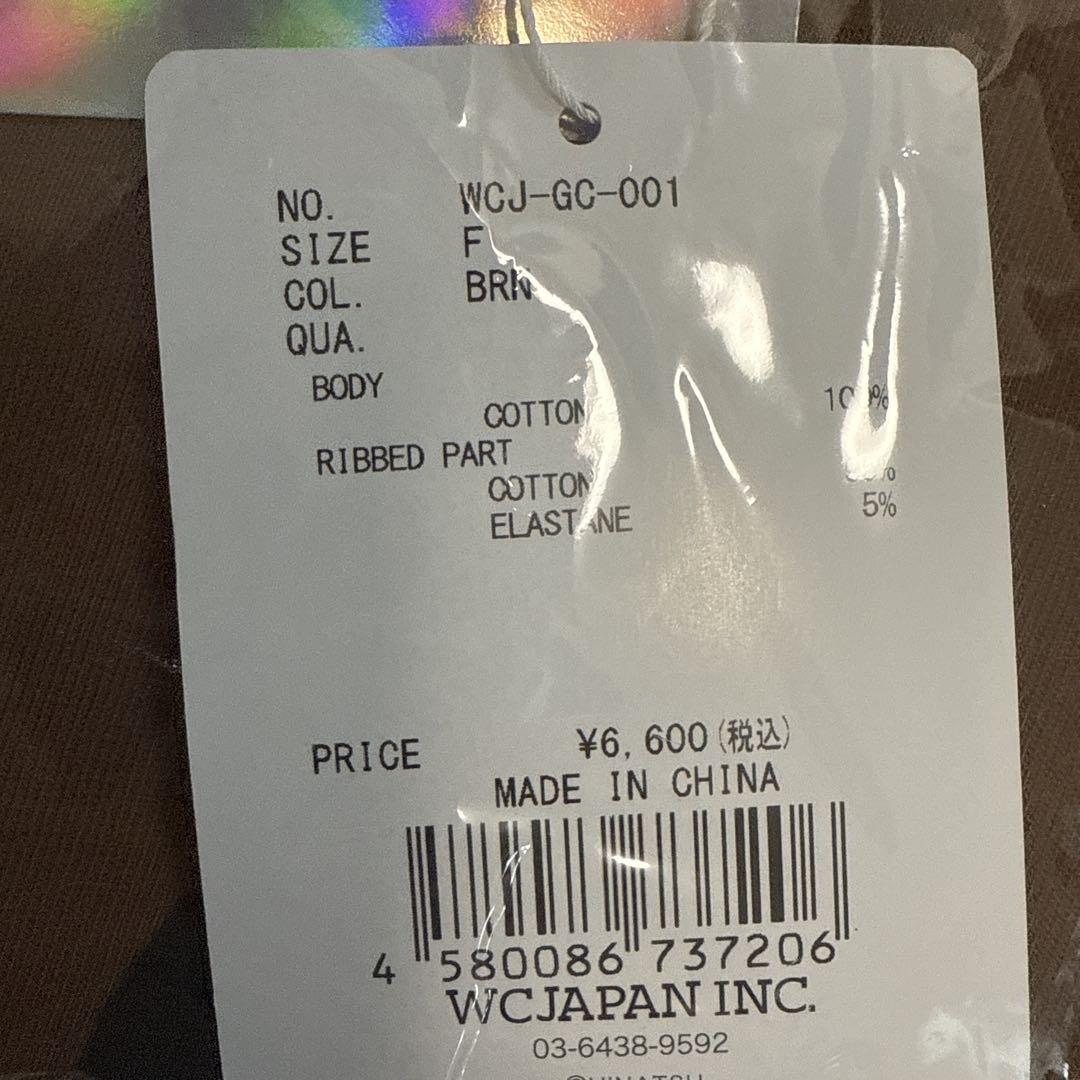 NO. WCJ-GC-001
SIZE F
COL. BRN
QUA.
BODY
COTTON 100%
RIBBED PART
COTTON
ELASTANE 5%
PRICE ¥6,600(税込)
MADE IN CHINA
4 580086 737206
WCJAPAN INC.
03-6438-9592